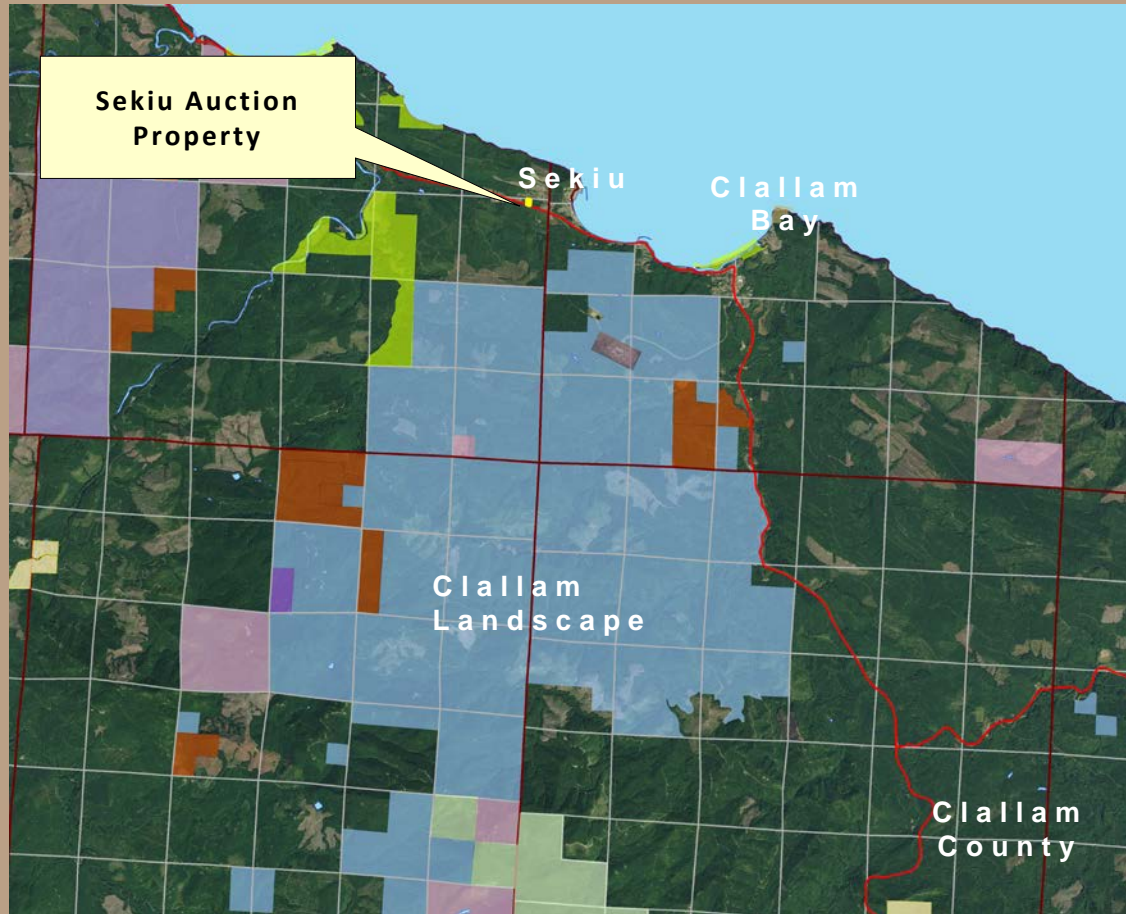 Sekiu Auction
Property
Sekiu
Clallam
Bay
Clallam
Landscape
Clallam
County